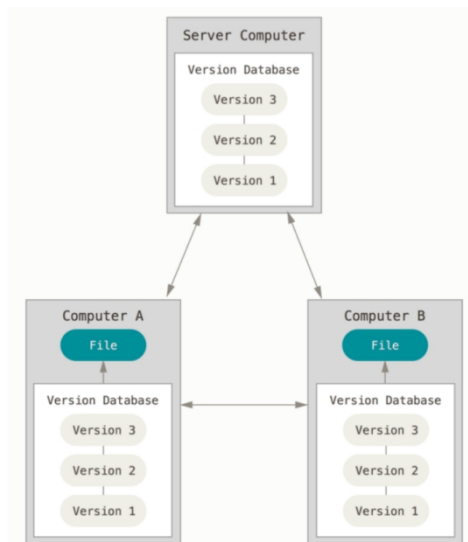 Server Computer
Version Database
Version 3
Version 2
Version 1
Computer A
File
Version Database
Version 3
Version 2
Version 1
Computer B
File
Version Database
Version 3
Version 2
Version 1